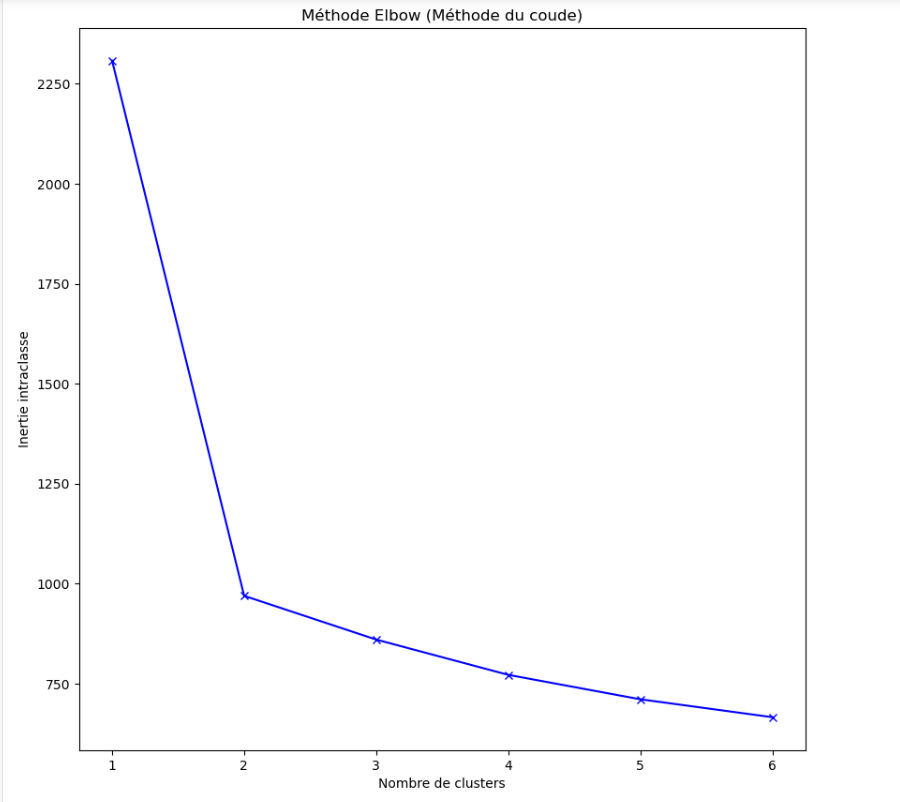 Méthode Elbow (Méthode du coude)
2250
2000
1750
1500
1250
1000
750
Inertie intraclasse
1 2 3 4 5 6
Nombre de clusters